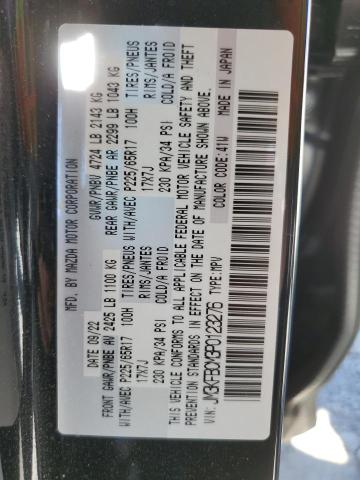 MFD. BY MAZDA MOTOR CORPORATION
DATE 09/22
GVWR/PNBV 4724 LB 2143 KG
FRONT GAWR/PNBE AV 2425 LB 1100 KG
REAR GAWR/PNBE AR 2299 LB 1043 KG
WITH/AVEC P225/65R17 100H TIRES/PNEUS
WITH/AVEC P225/65R17 100H TIRES/PNEUS
17X7J RIMS/JANTES
17X7J RIMS/JANTES
230 KPA/34 PSI COLD/A FROID
230 KPA/34 PSI COLD/A FROID
THIS VEHICLE CONFORMS TO ALL APPLICABLE FEDERAL MOTOR VEHICLE SAFETY AND THEFT
PREVENTION STANDARDS IN EFFECT ON THE DATE OF MANUFACTURE SHOWN ABOVE.
VIN: JM3KFBDM3P0123276 TYPE: MPV COLOR CODE: 41W MADE IN JAPAN